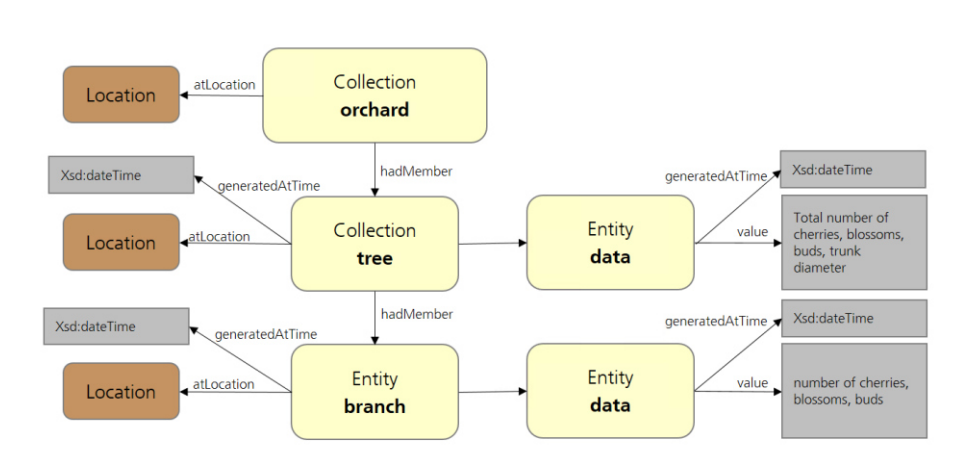 Collection
orchard
atLocation
Location
hadMember
Xsd:dateTime
generatedAtTime
Collection
tree
atLocation
Location
Entity
data
generatedAtTime
Xsd:dateTime
value
Total number of
cherries, blossoms,
buds, trunk
diameter
hadMember
Xsd:dateTime
generatedAtTime
Entity
branch
atLocation
Location
Entity
data
generatedAtTime
Xsd:dateTime
value
number of cherries,
blossoms, buds